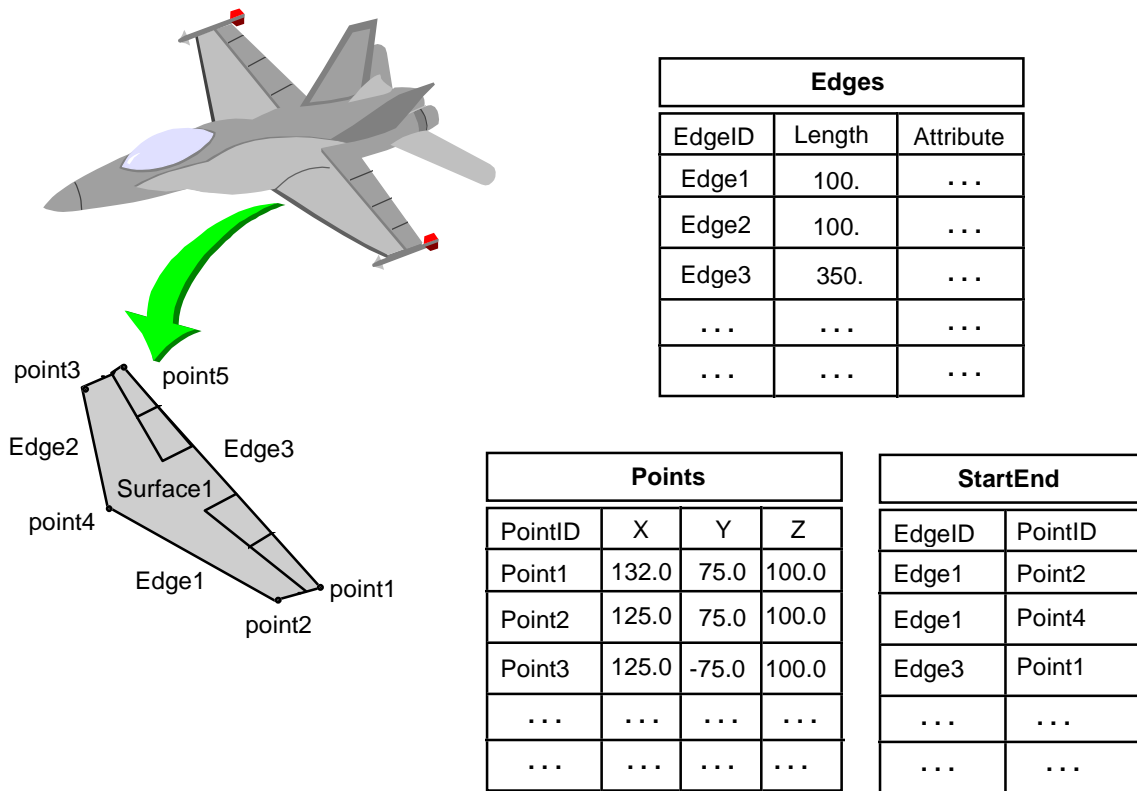 Edges
EdgeID Length Attribute
Edge1 100. ...
Edge2 100. ...
Edge3 350. ...
... ... ...
... ... ...
point3
point5
Edge2
Edge3
Surface1
point4
Edge1
point1
point2
Points
PointID X Y Z
Point1 132.0 75.0 100.0
Point2 125.0 75.0 100.0
Point3 125.0 -75.0 100.0
... ... ... ...
... ... ... ...
StartEnd
EdgeID PointID
Edge1 Point2
Edge1 Point4
Edge3 Point1
... ...
... ...